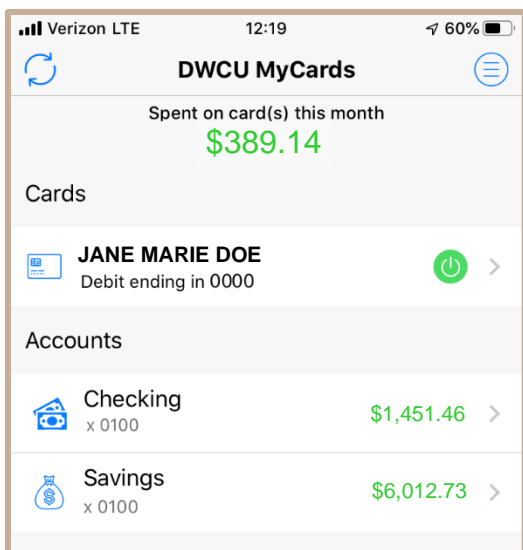 Verizon LTE 12:19 60%
DWCU MyCards
Spent on card(s) this month
$389.14
Cards
JANE MARIE DOE
Debit ending in 0000
Accounts
Checking $1,451.46
x 0100
Savings $6,012.73
x 0100